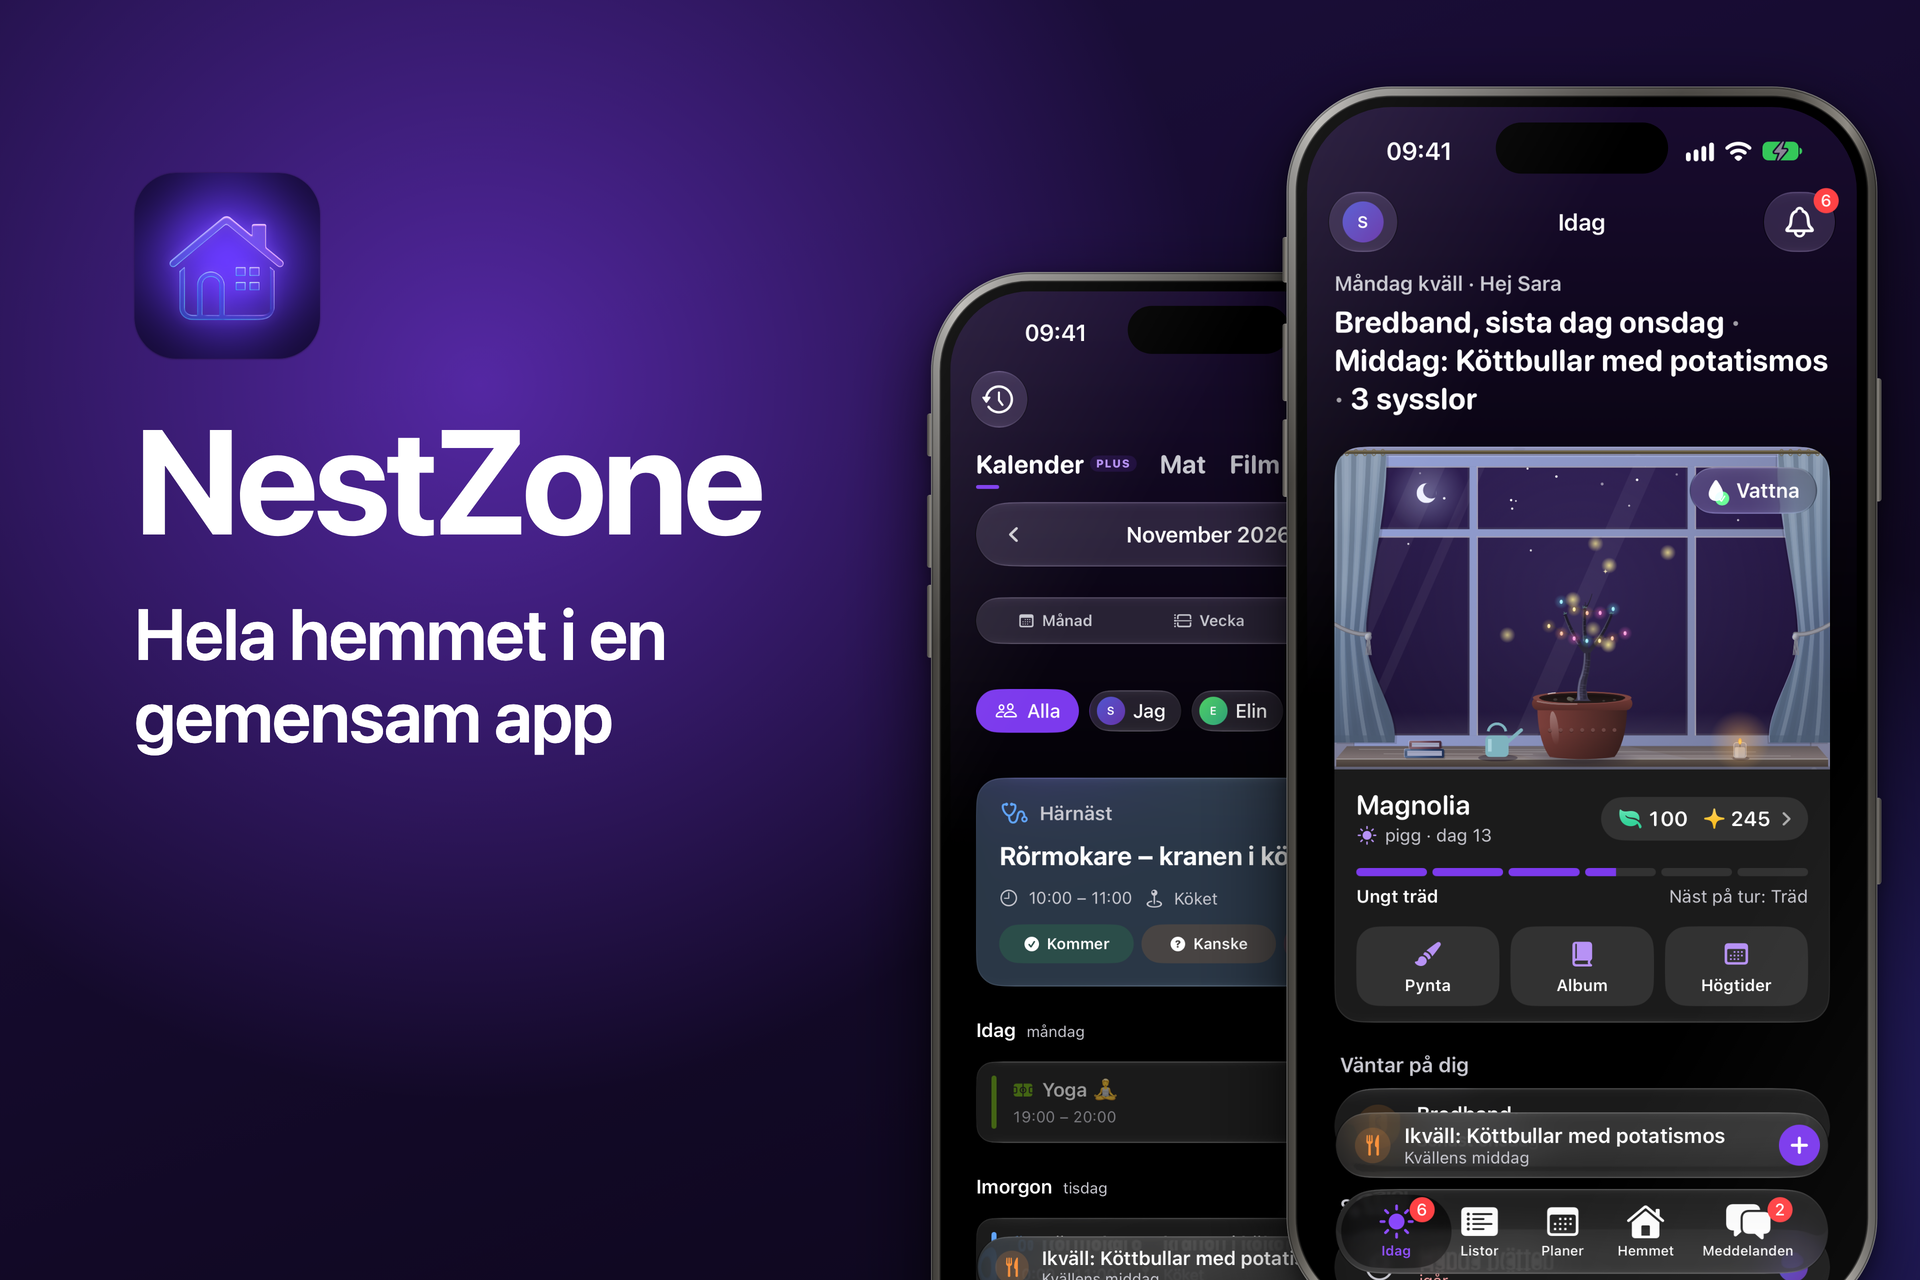 NestZone
Hela hemmet i en
gemensam app
09:41
Kalender PLUS Mat Film
November 2026
Månad Vecka
Alla S Jag E Elin
Härnäst
Rörmokare – kranen i kö
10:00 – 11:00 Köket
Kommer Kanske
Idag måndag
Yoga
19:00 – 20:00
Imorgon tisdag
Ikväll: Köttbullar med potati
Kvällens middag
09:41
S Idag 6
Måndag kväll · Hej Sara
Bredband, sista dag onsdag ·
Middag: Köttbullar med potatismos
· 3 sysslor
Vattna
Magnolia
pigg · dag 13
100 245
Ungt träd Näst på tur: Träd
Pynta Album Högtider
Väntar på dig
Bredband
Ikväll: Köttbullar med potatismos
Kvällens middag
6 2
Idag Listor Planer Hemmet Meddelanden
igår